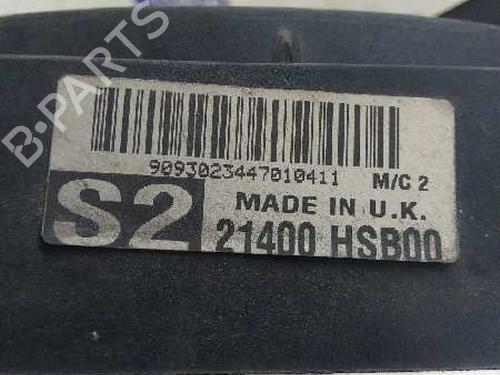 B-PARTS
9093023447010411 M/C 2
S2 MADE IN U.K.
21400 HSB00